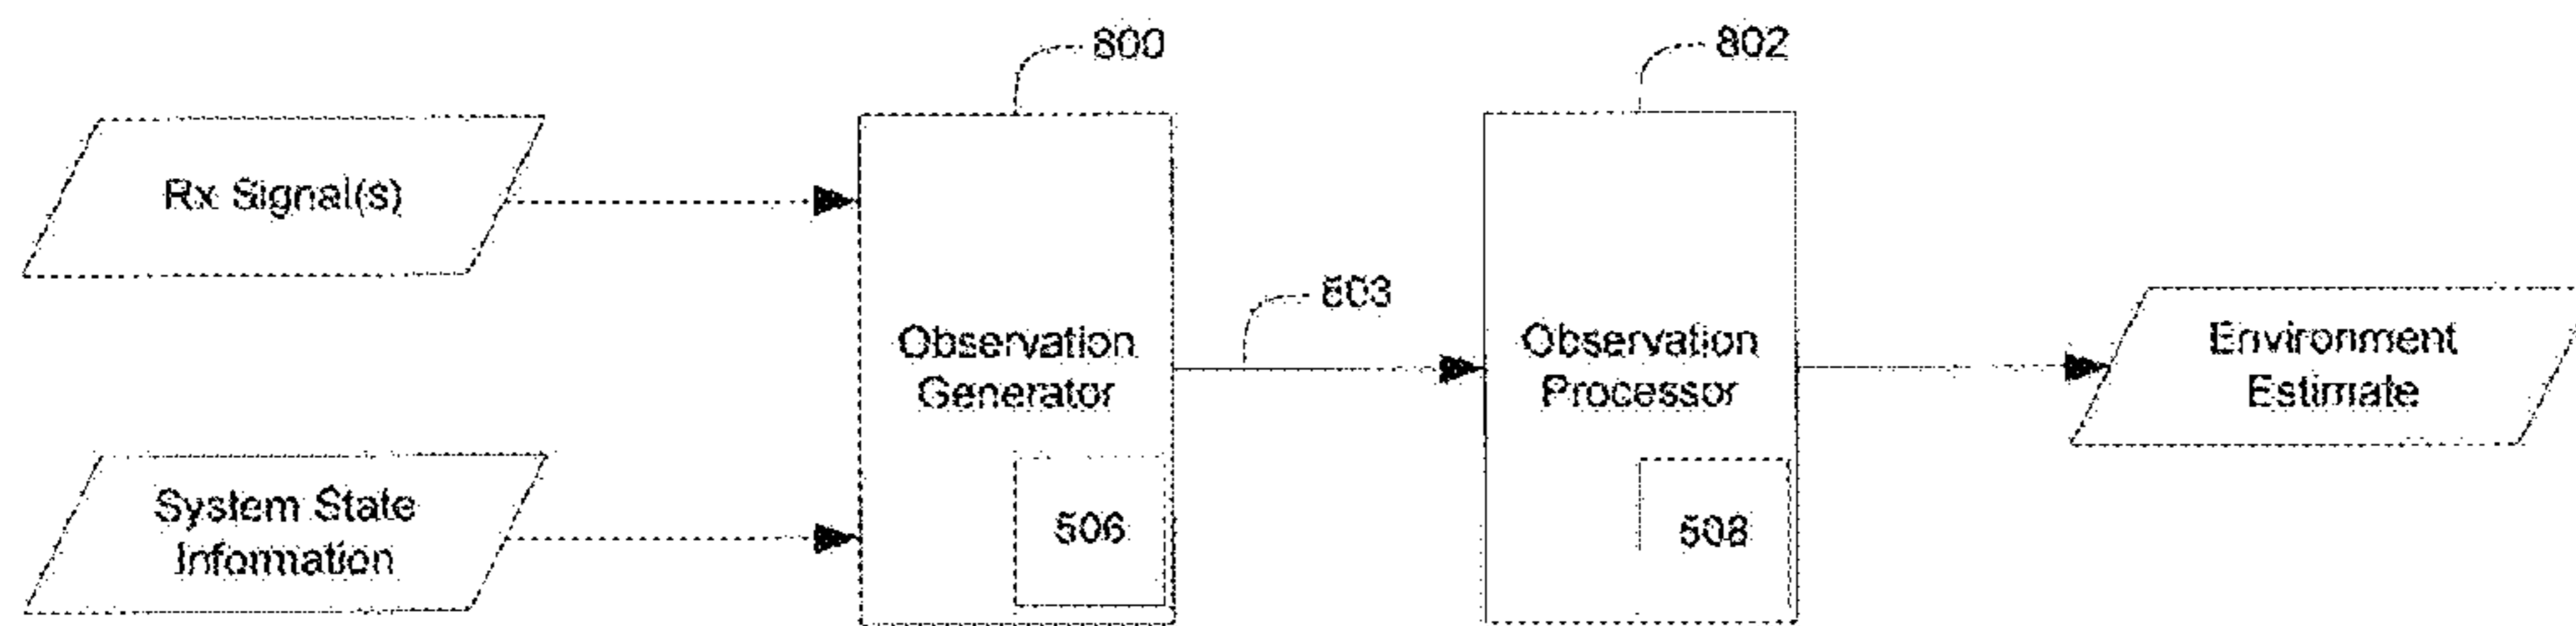 800
802
Rx Signal(s)
803
Observation
Generator
Observation
Processor
Environment
Estimate
System State
Information
506
508